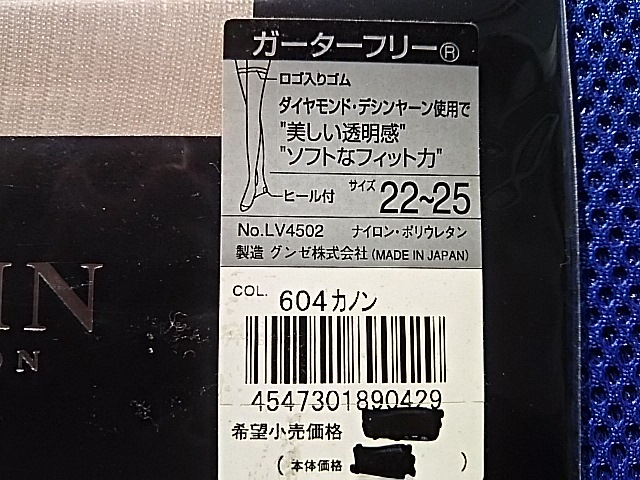 ガーターフリー®
ロゴ入りゴム
ダイヤモンド・デシンヤーン使用で
"美しい透明感"
"ソフトなフィット力"
ヒール付 サイズ 22~25
No.LV4502 ナイロン・ポリウレタン
製造 グンゼ株式会社 (MADE IN JAPAN)
IN
ON
COL. 604カノン
4547301890429
希望小売価格
(本体価格 )